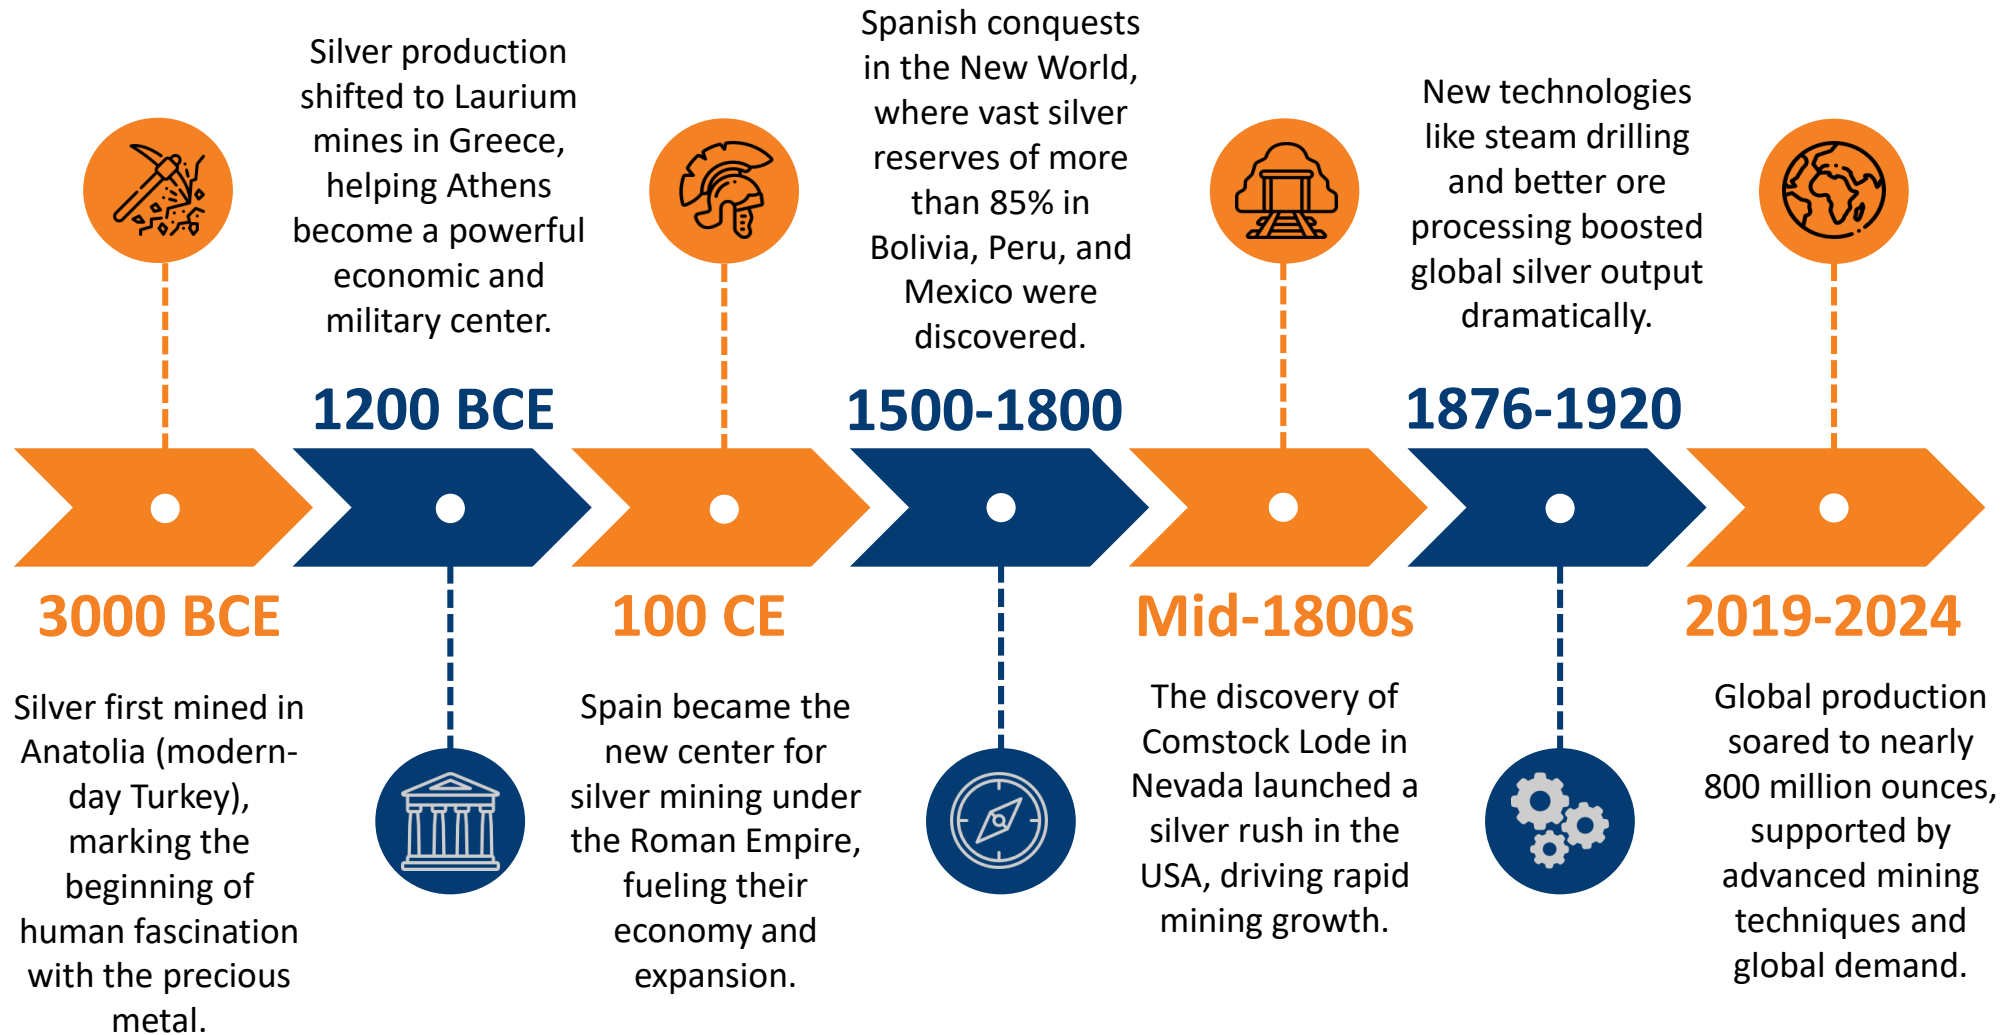 3000 BCE
Silver first mined in
Anatolia (modern-
day Turkey),
marking the
beginning of
human fascination
with the precious
metal.
Silver production
shifted to Laurium
mines in Greece,
helping Athens
become a powerful
economic and
military center.
1200 BCE
100 CE
Spain became the
new center for
silver mining under
the Roman Empire,
fueling their
economy and
expansion.
Spanish conquests
in the New World,
where vast silver
reserves of more
than 85% in
Bolivia, Peru, and
Mexico were
discovered.
1500-1800
Mid-1800s
The discovery of
Comstock Lode in
Nevada launched a
silver rush in the
USA, driving rapid
mining growth.
New technologies
like steam drilling
and better ore
processing boosted
global silver output
dramatically.
1876-1920
2019-2024
Global production
soared to nearly
800 million ounces,
supported by
advanced mining
techniques and
global demand.